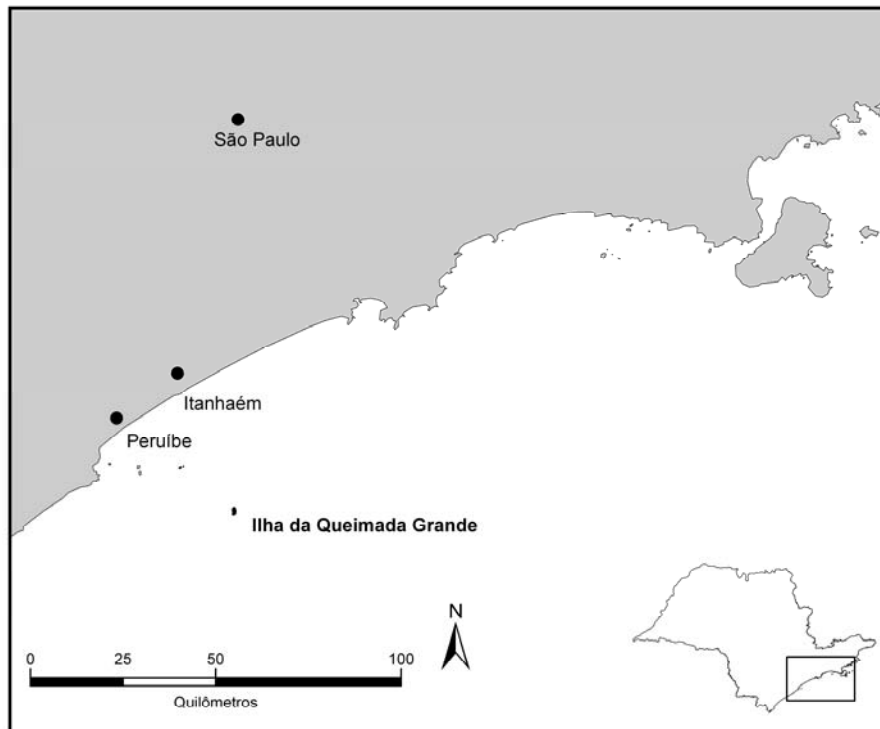 São Paulo
Itanhaém
Peruíbe
Ilha da Queimada Grande
N
0 25 50 100
Quilômetros